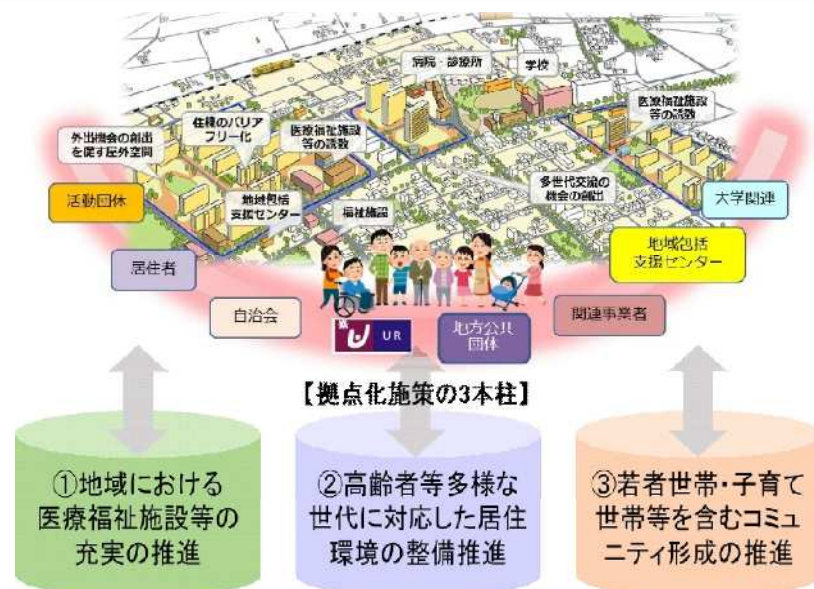 病院・診療所
学校
医療福祉施設
等の誘致
住棟のバリア
フリー化
医療福祉施設
等の誘致
外出機会の創出
を促す屋外空間
地域包括
支援センター
福祉施設
多世代交流の
機会の創出
活動団体
大学関連
居住者
地域包括
支援センター
自治会
UR
地方公共
団体
関連事業者
【拠点化施策の3本柱】
①地域における
医療福祉施設等の
充実の推進
②高齢者等多様な
世代に対応した居住
環境の整備推進
③若者世帯・子育て
世帯等を含むコミュ
ニティ形成の推進